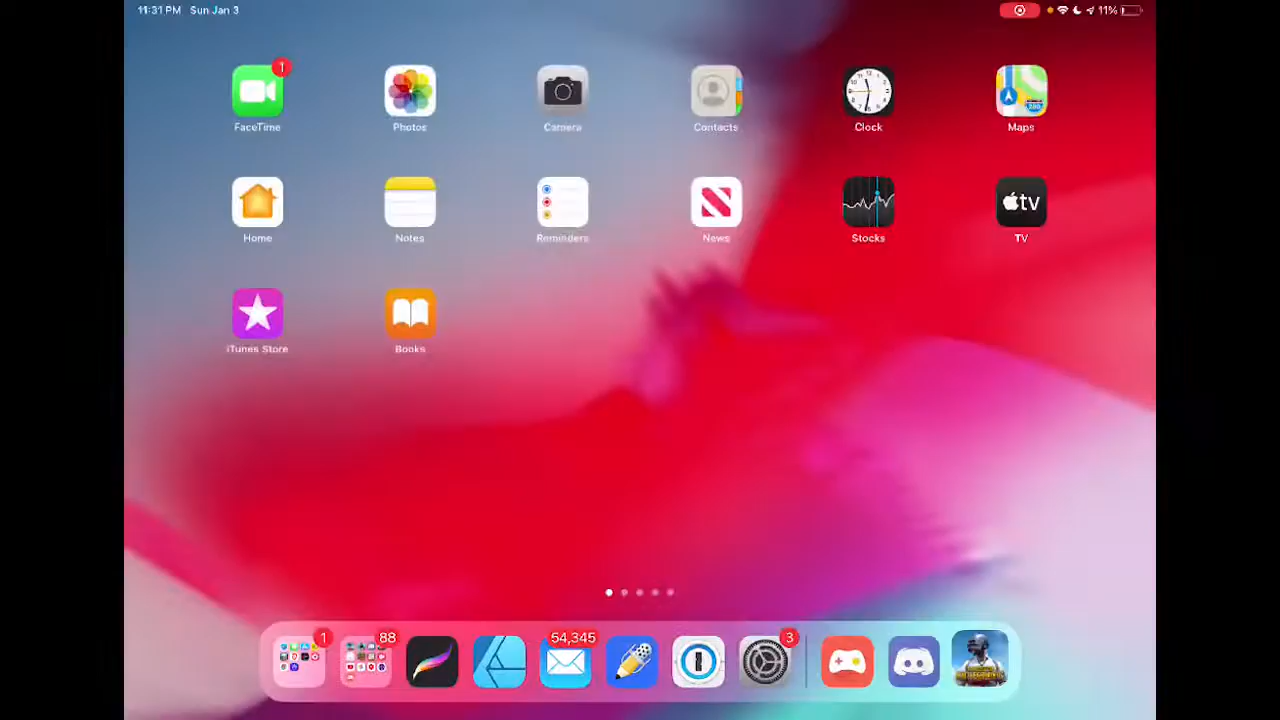 11:31 PM Sun Jan 3 11%
1
FaceTime Photos Camera Contacts Clock Maps
Home Notes Reminders News Stocks tv TV
iTunes Store Books
1 88 54,345 3